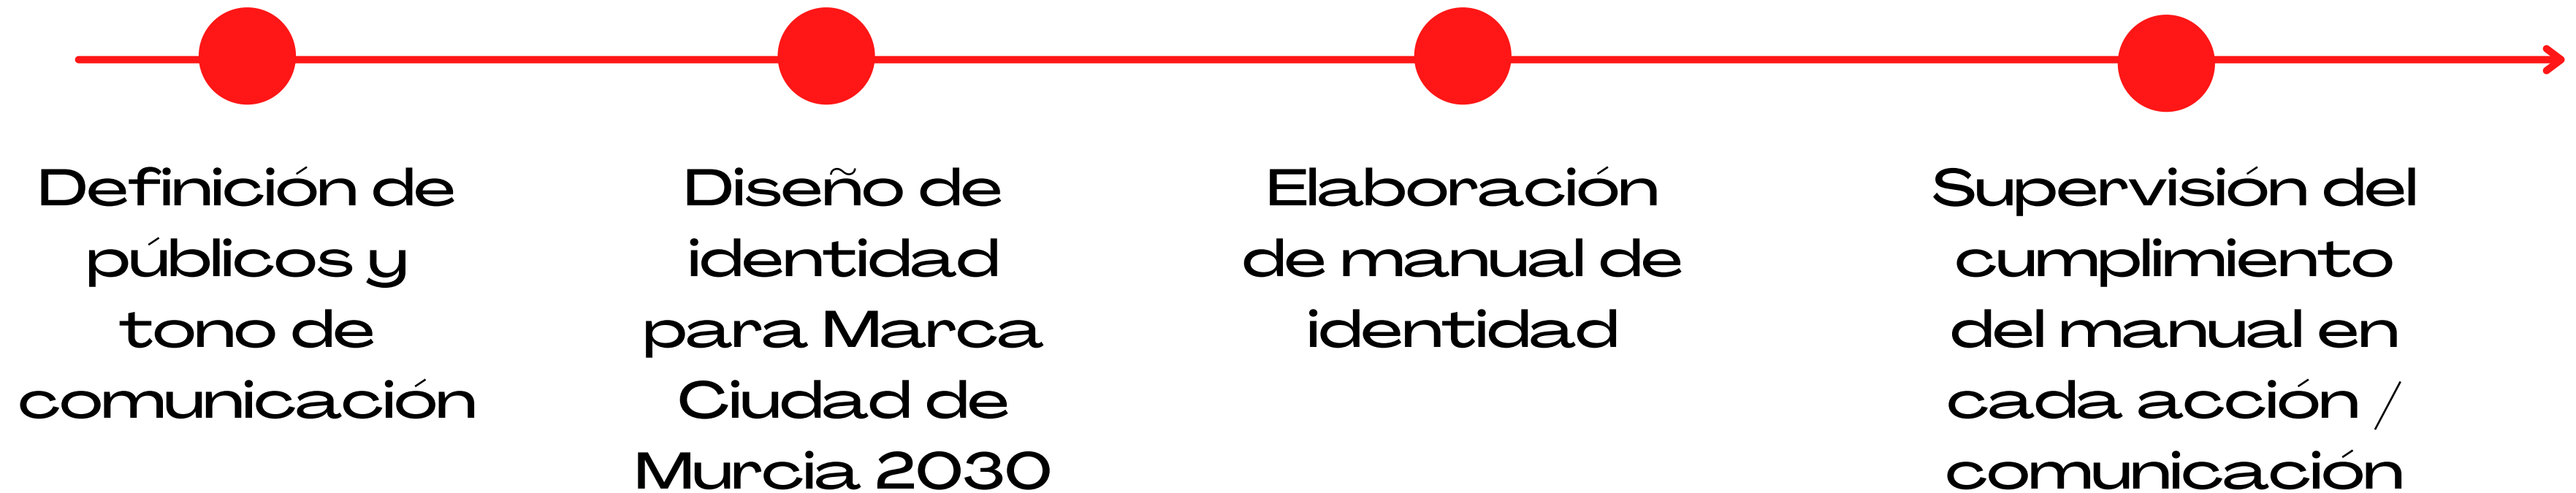 Definición de
públicos y
tono de
comunicación
Diseño de
identidad
para Marca
Ciudad de
Murcia 2030
Elaboración
de manual de
identidad
Supervisión del
cumplimiento
del manual en
cada acción /
comunicación